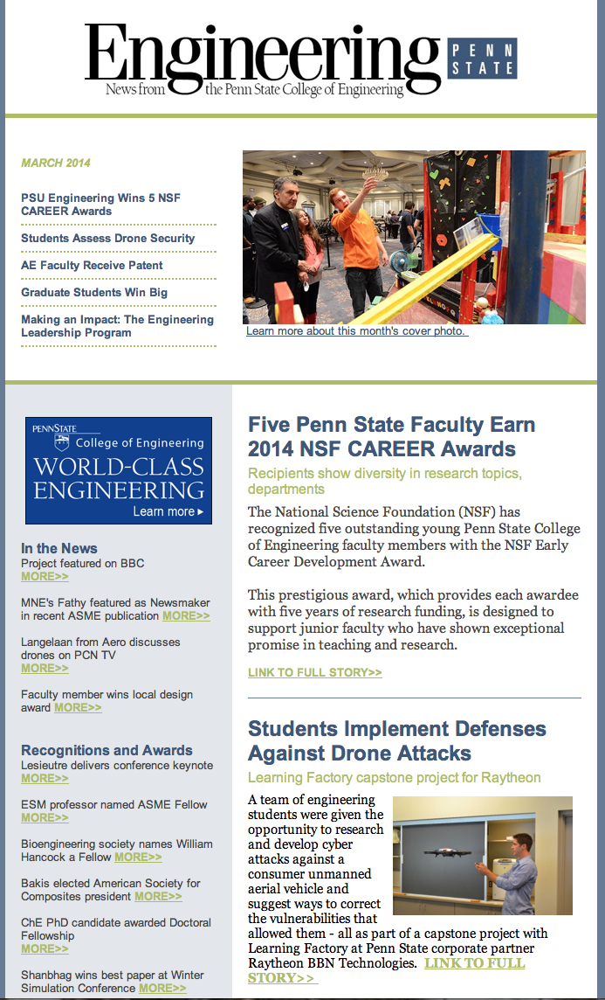 Engineering
PENN
STATE
News from the Penn State College of Engineering
MARCH 2014
PSU Engineering Wins 5 NSF
CAREER Awards
Students Assess Drone Security
AE Faculty Receive Patent
Graduate Students Win Big
Making an Impact: The Engineering
Leadership Program
Learn more about this month's cover photo.
PENNSTATE
College of Engineering
WORLD-CLASS
ENGINEERING
Learn more
In the News
Project featured on BBC
MORE>>
MNE's Fathy featured as Newsmaker
in recent ASME publication MORE>>
Langelaan from Aero discusses
drones on PCN TV
MORE>>
Faculty member wins local design
award MORE>>
Recognitions and Awards
Lesieutre delivers conference keynote
MORE>>
ESM professor named ASME Fellow
MORE>>
Bioengineering society names William
Hancock a Fellow MORE>>
Bakis elected American Society for
Composites president MORE>>
ChE PhD candidate awarded Doctoral
Fellowship
MORE>>
Shanbhag wins best paper at Winter
Simulation Conference MORE>>
Five Penn State Faculty Earn
2014 NSF CAREER Awards
Recipients show diversity in research topics,
departments
The National Science Foundation (NSF) has
recognized five outstanding young Penn State College
of Engineering faculty members with the NSF Early
Career Development Award.
This prestigious award, which provides each awardee
with five years of research funding, is designed to
support junior faculty who have shown exceptional
promise in teaching and research.
LINK TO FULL STORY>>
Students Implement Defenses
Against Drone Attacks
Learning Factory capstone project for Raytheon
A team of engineering
students were given the
opportunity to research
and develop cyber
attacks against a
consumer unmanned
aerial vehicle and
suggest ways to correct
the vulnerabilities that
allowed them - all as part of a capstone project with
Learning Factory at Penn State corporate partner
Raytheon BBN Technologies. LINK TO FULL
STORY>>